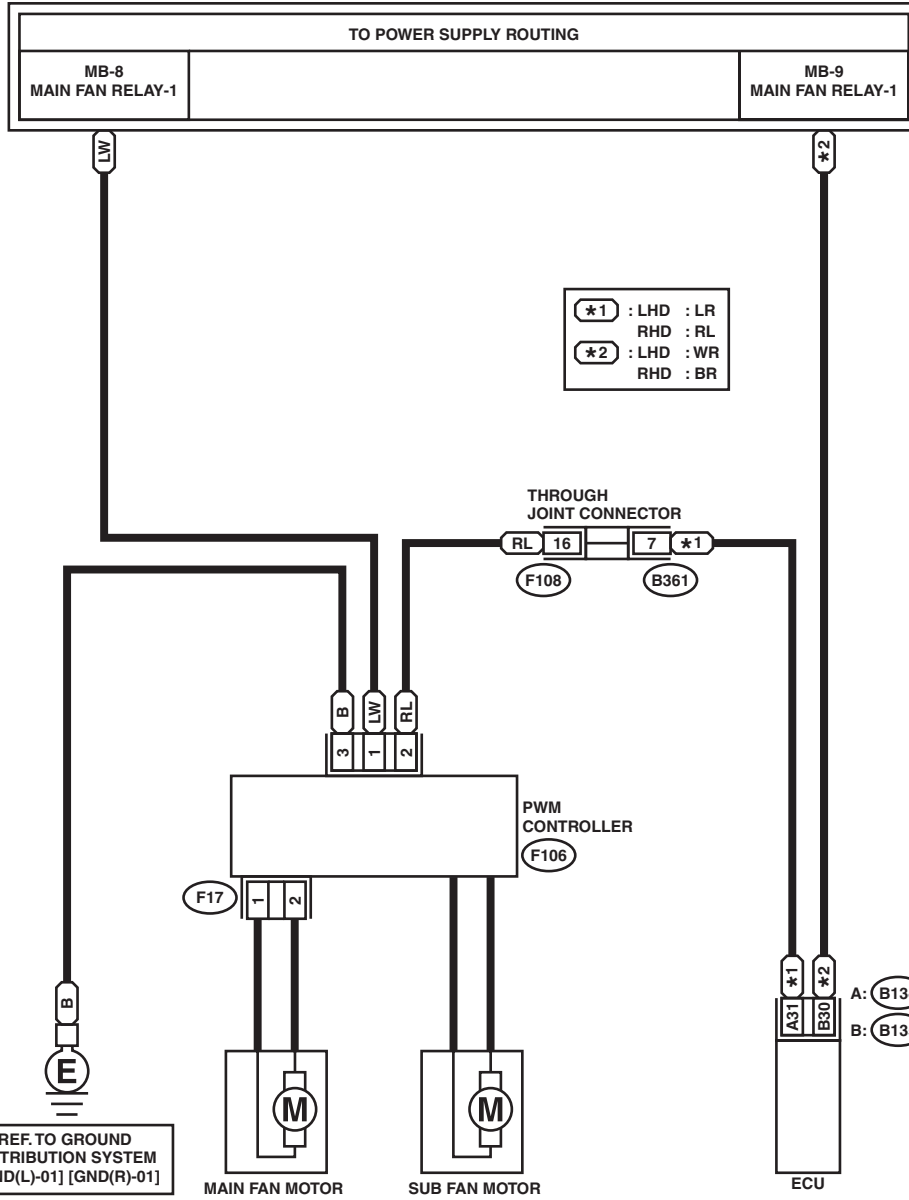 TO POWER SUPPLY ROUTING
MB-8
MAIN FAN RELAY-1
MB-9
MAIN FAN RELAY-1
LW
*2
*1 : LHD : LR
RHD : RL
*2 : LHD : WR
RHD : BR
THROUGH
JOINT CONNECTOR
RL 16 7 *1
F108 B361
B LW RL
3 1 2
PWM
CONTROLLER
F106
F17
1 2
*1 *2
A31 B30
A: B13
B: B13
B
E
M M
REF. TO GROUND
TRIBUTION SYSTEM
ND(L)-01] [GND(R)-01]
MAIN FAN MOTOR
SUB FAN MOTOR
ECU